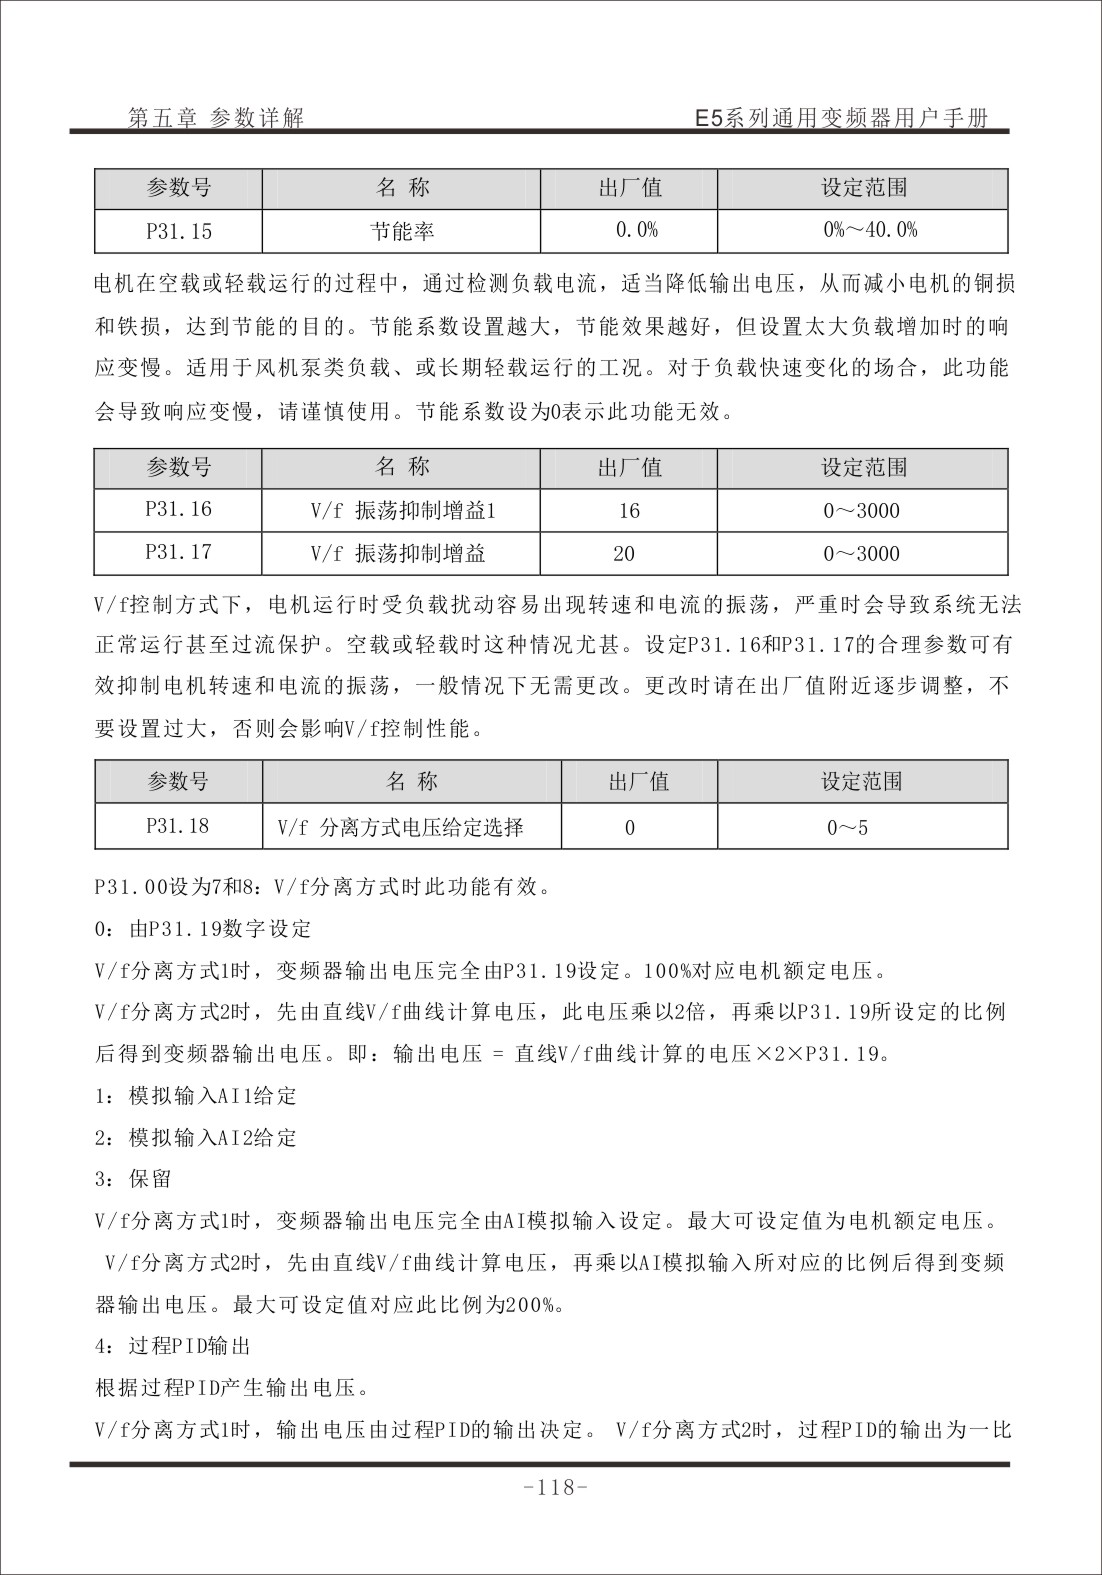 第五章 参数详解 E5系列通用变频器用户手册
参数号 名 称 出厂值 设定范围
P31.15 节能率 0.0% 0%～40.0%
电机在空载或轻载运行的过程中，通过检测负载电流，适当降低输出电压，从而减小电机的铜损
和铁损，达到节能的目的。节能系数设置越大，节能效果越好，但设置太大负载增加时的响
应变慢。适用于风机泵类负载、或长期轻载运行的工况。对于负载快速变化的场合，此功能
会导致响应变慢，请谨慎使用。节能系数设为0表示此功能无效。
参数号 名 称 出厂值 设定范围
P31.16 V/f 振荡抑制增益1 16 0～3000
P31.17 V/f 振荡抑制增益 20 0～3000
V/f控制方式下，电机运行时受负载扰动容易出现转速和电流的振荡，严重时会导致系统无法
正常运行甚至过流保护。空载或轻载时这种情况尤甚。设定P31.16和P31.17的合理参数可有
效抑制电机转速和电流的振荡，一般情况下无需更改。更改时请在出厂值附近逐步调整，不
要设置过大，否则会影响V/f控制性能。
参数号 名 称 出厂值 设定范围
P31.18 V/f 分离方式电压给定选择 0 0～5
P31.00设为7和8：V/f分离方式时此功能有效。
0：由P31.19数字设定
V/f分离方式1时，变频器输出电压完全由P31.19设定。100%对应电机额定电压。
V/f分离方式2时，先由直线V/f曲线计算电压，此电压乘以2倍，再乘以P31.19所设定的比例
后得到变频器输出电压。即：输出电压 = 直线V/f曲线计算的电压×2×P31.19。
1：模拟输入AI1给定
2：模拟输入AI2给定
3：保留
V/f分离方式1时，变频器输出电压完全由AI模拟输入设定。最大可设定值为电机额定电压。
V/f分离方式2时，先由直线V/f曲线计算电压，再乘以AI模拟输入所对应的比例后得到变频
器输出电压。最大可设定值对应此比例为200%。
4：过程PID输出
根据过程PID产生输出电压。
V/f分离方式1时，输出电压由过程PID的输出决定。 V/f分离方式2时，过程PID的输出为一比
-118-